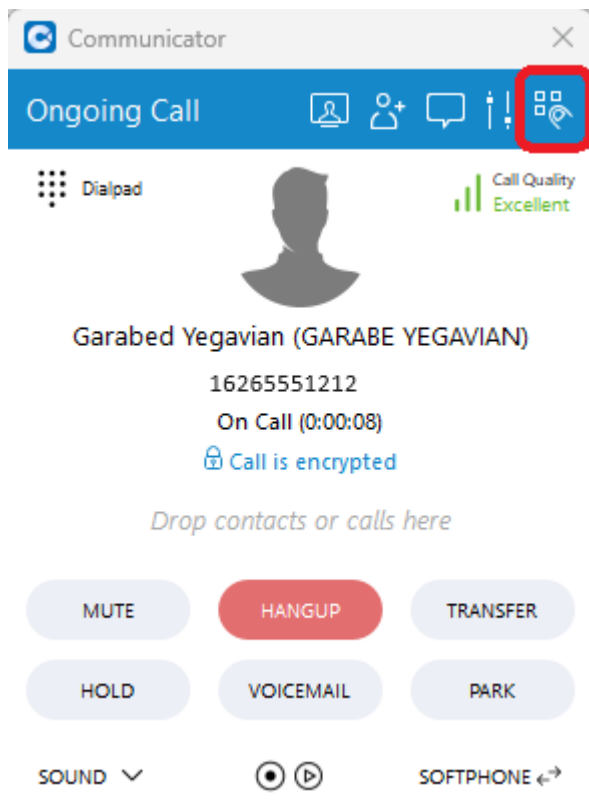 Communicator
Ongoing Call
Dialpad
Call Quality
Excellent
Garabed Yegavian (GARABE YEGAVIAN)
16265551212
On Call (0:00:08)
Call is encrypted
Drop contacts or calls here
MUTE HANGUP TRANSFER
HOLD VOICEMAIL PARK
SOUND SOFTPHONE